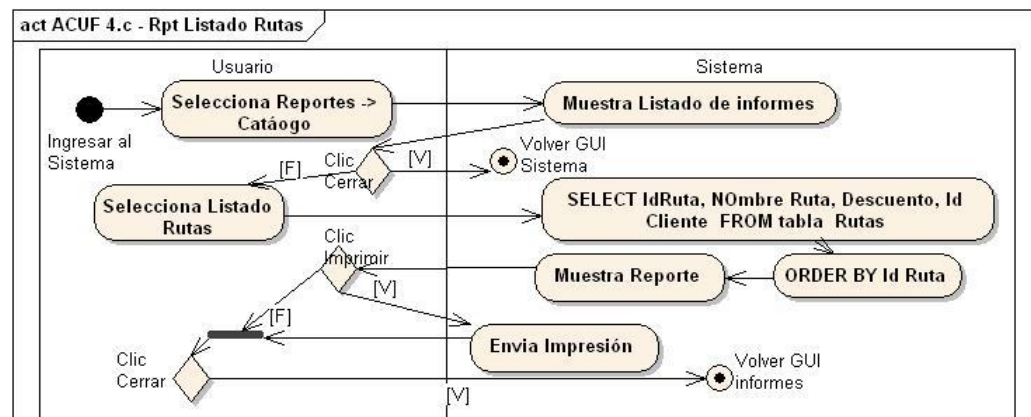 act ACUF 4.c - Rpt Listado Rutas
Usuario
Sistema
Selecciona Reportes ->
Catáogo
Muestra Listado de informes
Ingresar al
Sistema
Clic
Cerrar
[V]
Volver GUI
Sistema
[F]
Selecciona Listado
Rutas
SELECT IdRuta, NOmbre Ruta, Descuento, Id
Cliente FROM tabla Rutas
Clic
Imprimir
Muestra Reporte
ORDER BY Id Ruta
[V]
[F]
Envia Impresión
Clic
Cerrar
Volver GUI
informes
[V]